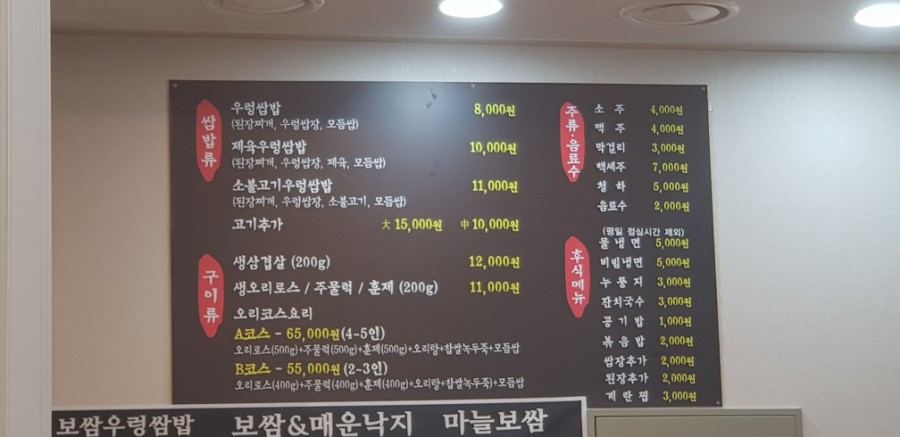 쌈밥류
우렁쌈밥 8,000원
(된장찌개, 우렁쌈장, 모듬쌈)
제육우렁쌈밥 10,000원
(된장찌개, 우렁쌈장, 제육, 모듬쌈)
소불고기우렁쌈밥 11,000원
(된장찌개, 우렁쌈장, 소불고기, 모듬쌈)
고기추가 大 15,000원 中 10,000원
구이류
생삼겹살 (200g) 12,000원
생오리로스 / 주물럭 / 훈제 (200g) 11,000원
오리코스요리
A코스 - 65,000원(4~5인)
오리로스(500g)+주물럭(500g)+훈제(500g)+오리탕+찹쌀녹두죽+모듬쌈
B코스 - 55,000원(2~3인)
오리로스(400g)+주물럭(400g)+훈제(400g)+오리탕+찹쌀녹두죽)+모듬쌈
주류·음료수
소 주 4,000원
맥 주 4,000원
막걸리 3,000원
백세주 7,000원
청 하 5,000원
음료수 2,000원
후식메뉴
(평일 점심시간 제외)
물 냉 면 5,000원
비빔냉면 5,000원
누 룽 지 3,000원
잔치국수 3,000원
공 기 밥 1,000원
볶 음 밥 2,000원
쌈장추가 2,000원
된장추가 2,000원
계 란 찜 3,000원
보쌈우렁쌈밥 보쌈&매운낙지 마늘보쌈